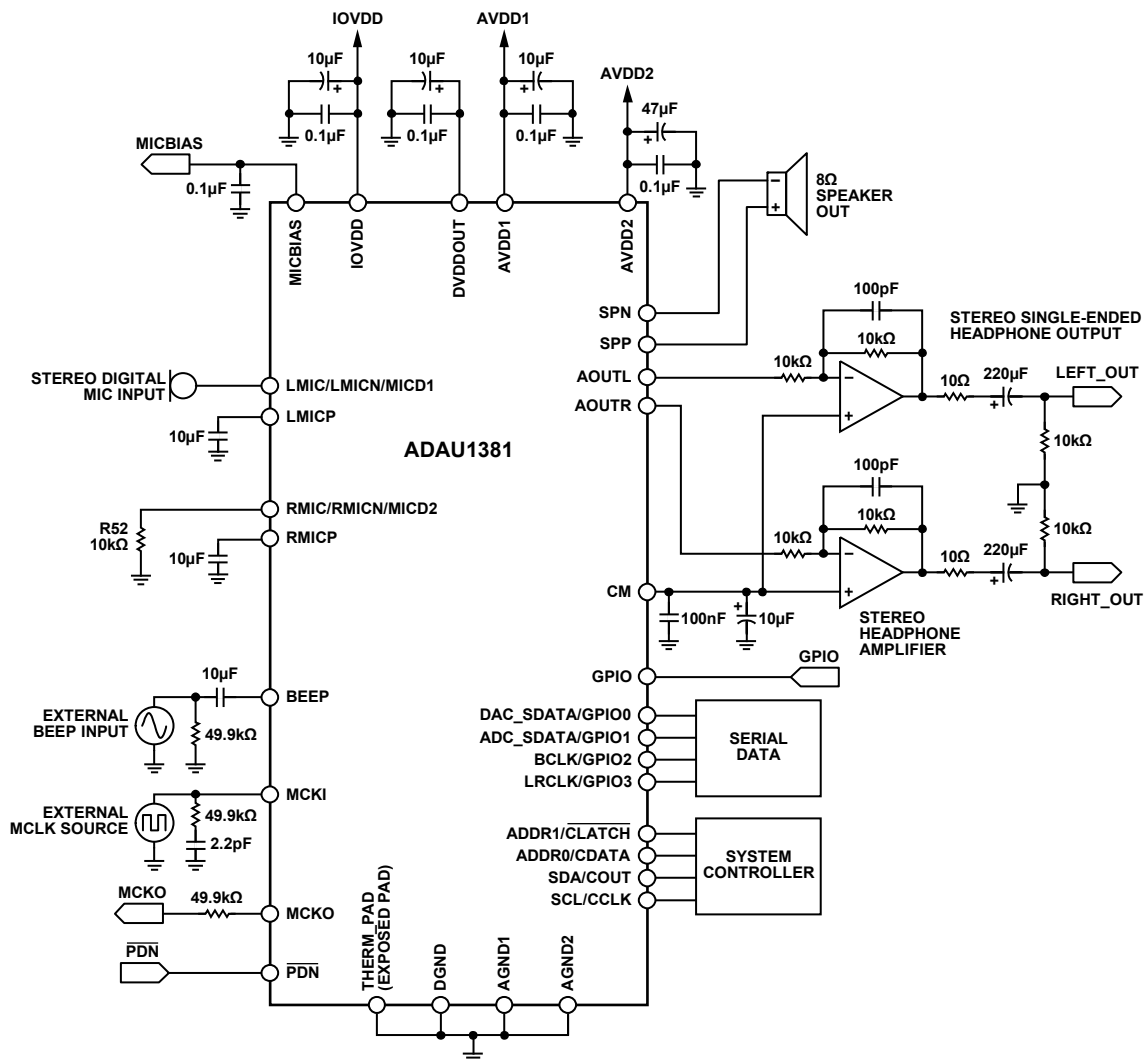 IOVDD
AVDD1
AVDD2
10µF
10µF
10µF
47µF
+
+
+
+
0.1µF
0.1µF
0.1µF
0.1µF
MICBIAS
0.1µF
8Ω
SPEAKER
OUT
−
+
MICBIAS
IOVDD
DVDDOUT
AVDD1
AVDD2
SPN
SPP
AOUTL
AOUTR
STEREO DIGITAL
MIC INPUT
LMIC/LMICN/MICD1
LMICP
10µF
ADAU1381
RMIC/RMICN/MICD2
R52
10kΩ
RMICP
10µF
100pF
10kΩ
10kΩ
−
+
10Ω
220µF
+
STEREO SINGLE-ENDED
HEADPHONE OUTPUT
LEFT_OUT
10kΩ
100pF
10kΩ
10kΩ
−
+
10Ω
220µF
+
10kΩ
RIGHT_OUT
CM
100nF
+
10µF
STEREO
HEADPHONE
AMPLIFIER
GPIO
GPIO
10µF
BEEP
EXTERNAL
BEEP INPUT
49.9kΩ
DAC_SDATA/GPIO0
ADC_SDATA/GPIO1
BCLK/GPIO2
LRCLK/GPIO3
SERIAL
DATA
EXTERNAL
MCLK SOURCE
MCKI
49.9kΩ
2.2pF
ADDR1/CLATCH
ADDR0/CDATA
SDA/COUT
SCL/CCLK
SYSTEM
CONTROLLER
MCKO
49.9kΩ
MCKO
PDN
PDN
THERM_PAD
(EXPOSED PAD)
DGND
AGND1
AGND2